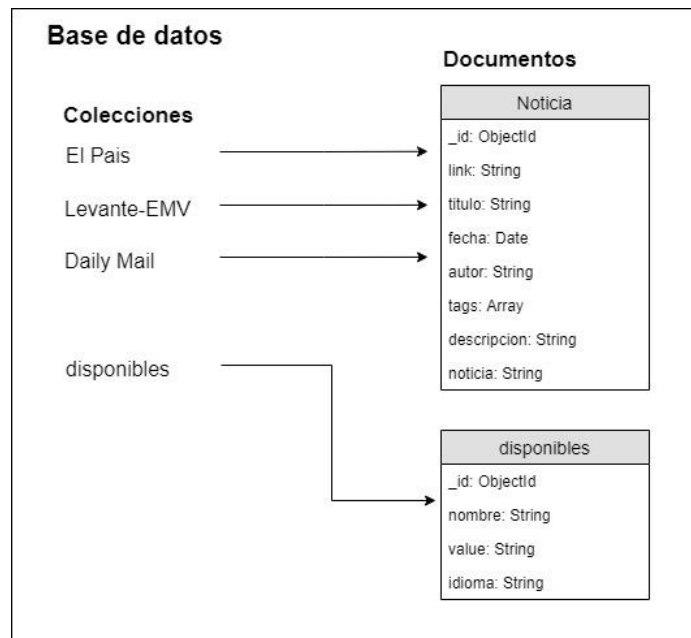 Base de datos
Documentos
Colecciones
El Pais
Levante-EMV
Daily Mail
disponibles
Noticia
_id: ObjectId
link: String
titulo: String
fecha: Date
autor: String
tags: Array
descripcion: String
noticia: String
disponibles
_id: ObjectId
nombre: String
value: String
idioma: String